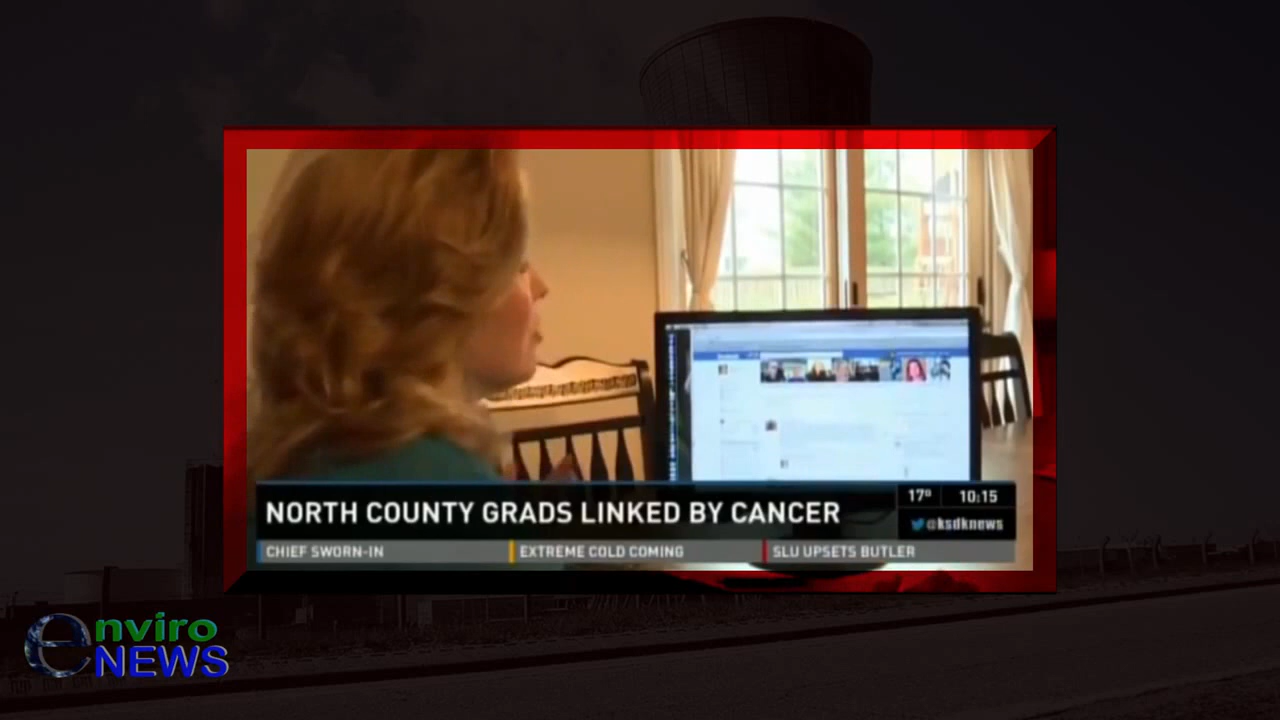 NORTH COUNTY GRADS LINKED BY CANCER
17º 10:15
@ksdknews
CHIEF SWORN-IN
EXTREME COLD COMING
SLU UPSETS BUTLER
enviro
NEWS